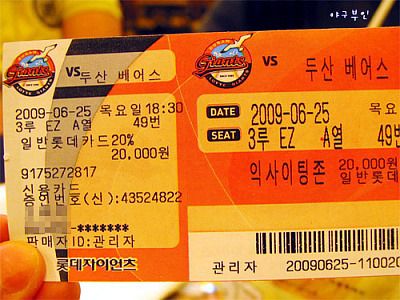 야구부인
Giants VS 두산 베어스
2009-06-25 목요일 18:30
3루 EZ A열 49번
일반롯데카드20%
20,000원
9175272817
신용카드
승인번호(신):43524822
-*******
판매자ID:관리자
롯데자이언츠
Giants VS 두산 베어스
DATE 2009-06-25 목요
SEAT 3루 EZ A열 49번
익사이팅존 20,000원
일반롯데
관리자 20090625-110020